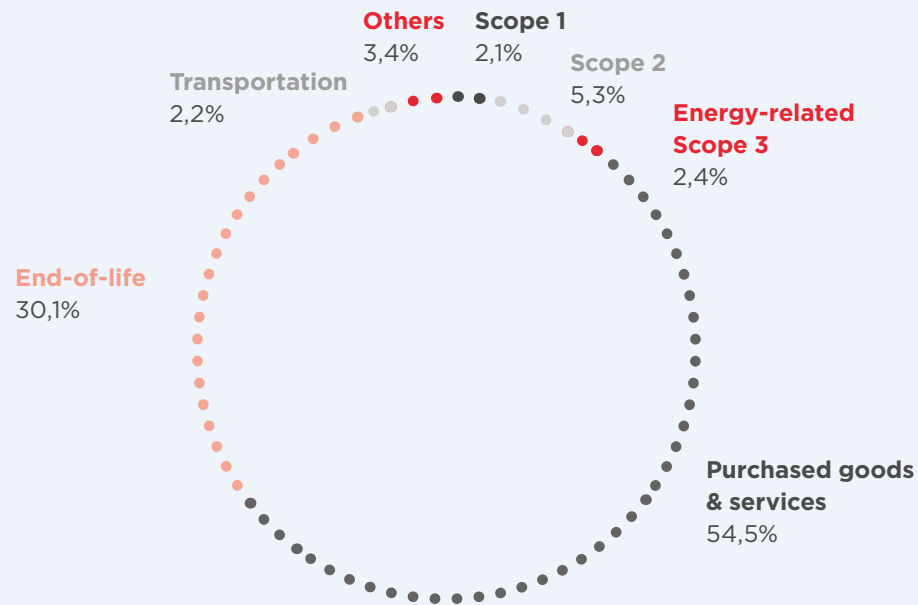 Others
3,4%
Scope 1
2,1%
Scope 2
5,3%
Energy-related
Scope 3
2,4%
Purchased goods
& services
54,5%
End-of-life
30,1%
Transportation
2,2%